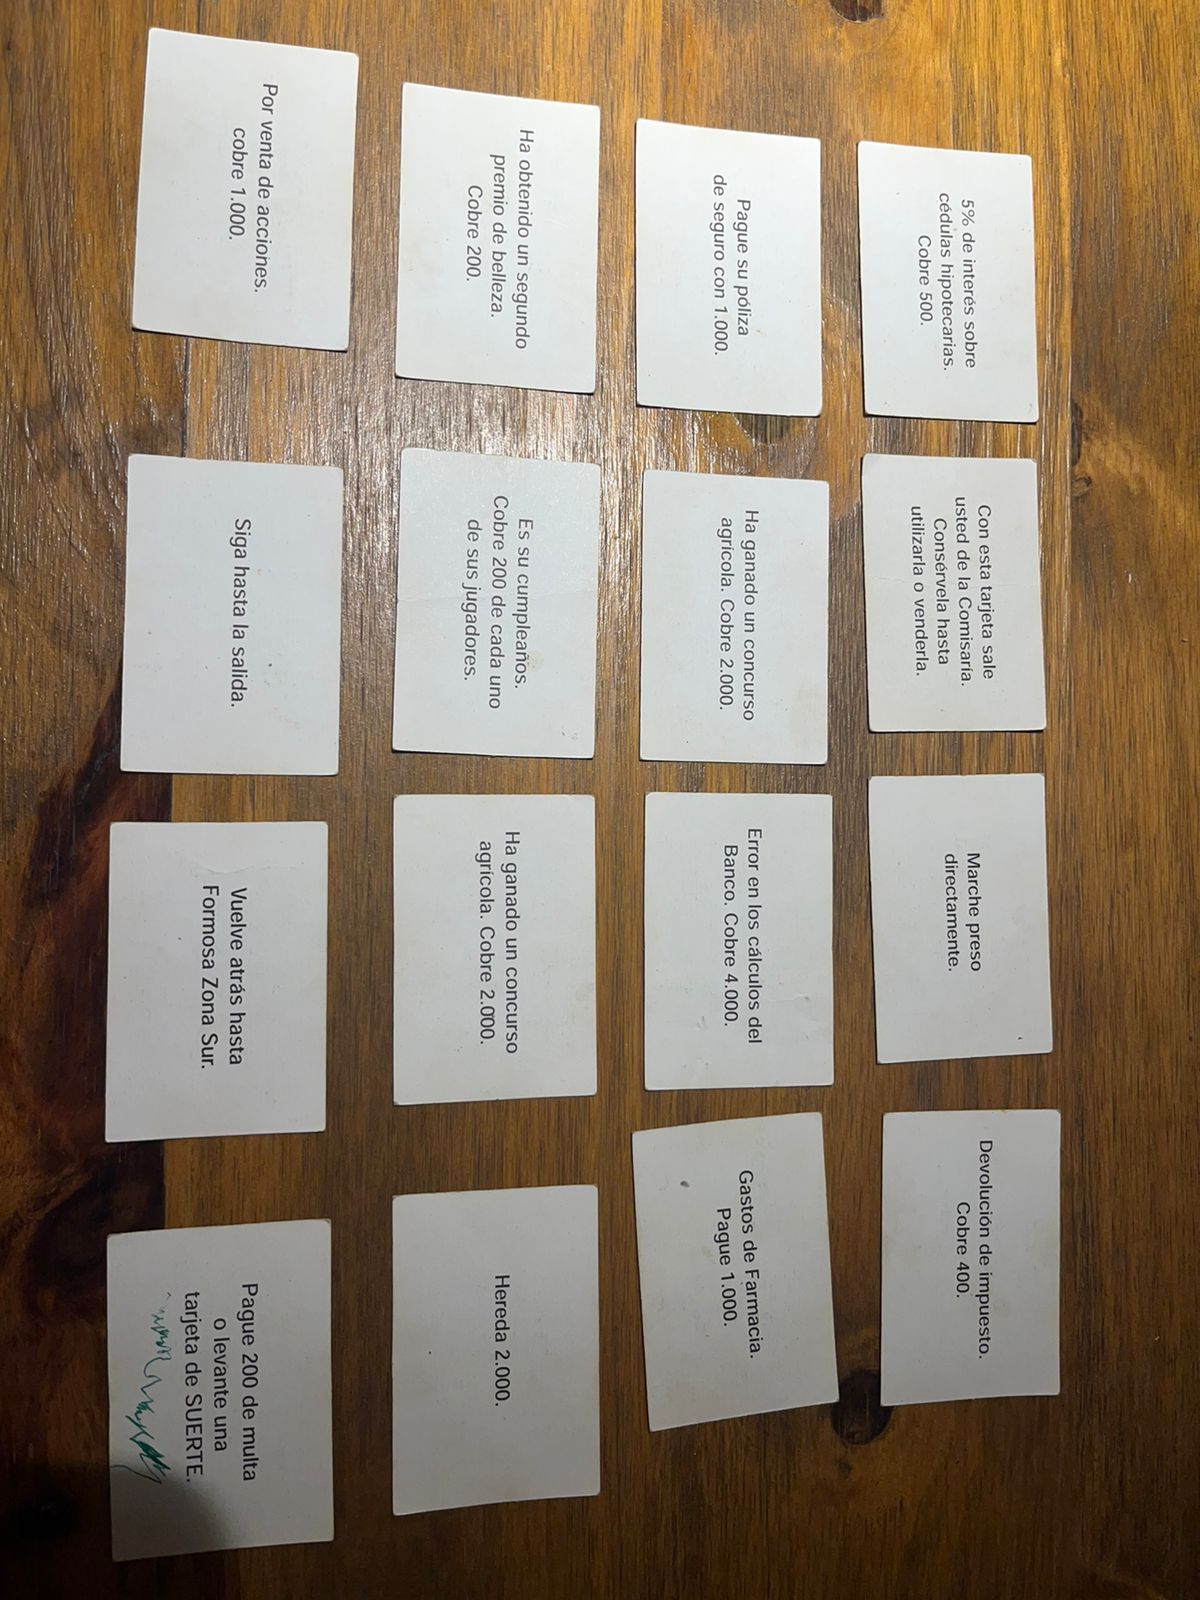 5% de interés sobre
cédulas hipotecarias.
Cobre 500.
Con esta tarjeta sale
usted de la Comisaría.
Consérvela hasta
utilizarla o venderla.
Marche preso
directamente.
Devolución de impuesto.
Cobre 400.
Pague su póliza
de seguro con 1.000.
Ha ganado un concurso
agrícola. Cobre 2.000.
Error en los cálculos del
Banco. Cobre 4.000.
Gastos de Farmacia.
Pague 1.000.
Ha obtenido un segundo
premio de belleza.
Cobre 200.
Es su cumpleaños.
Cobre 200 de cada uno
de sus jugadores.
Ha ganado un concurso
agrícola. Cobre 2.000.
Hereda 2.000.
Por venta de acciones.
cobre 1.000.
Siga hasta la salida.
Vuelve atrás hasta
Formosa Zona Sur.
Pague 200 de multa
o levante una
tarjeta de SUERTE.